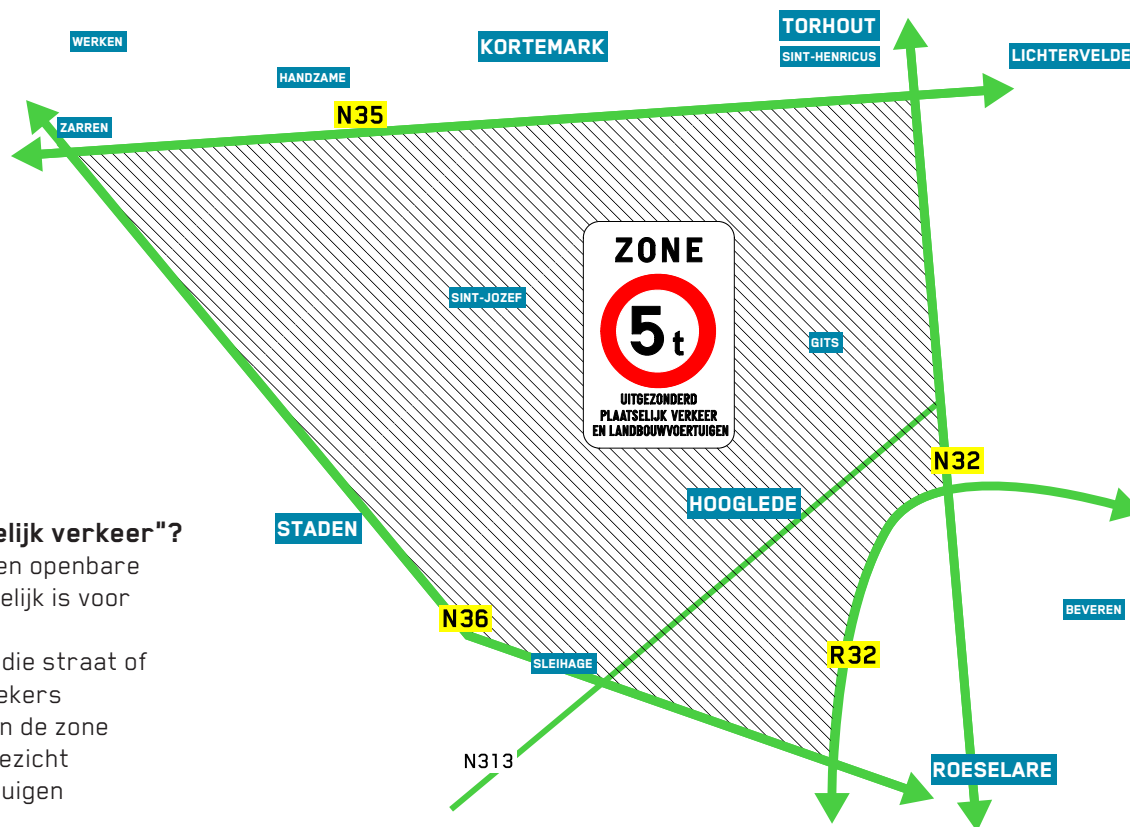 TORHOUT
WERKEN
KORTEMARK
SINT-HENRICUS
LICHTERVELDE
HANDZAME
N35
ZARREN
ZONE
SINT-JOZEF
5t
GITS
UITGEZONDERD
PLAATSELIJK VERKEER
EN LANDBOUWVOERTUIGEN
N32
HOOGLEDE
STADEN
elijk verkeer"?
en openbare
elijk is voor
BEVEREN
N36
R32
SLEIHAGE
die straat of
ekers
n de zone
N313
ezicht
ROESELARE
uigen